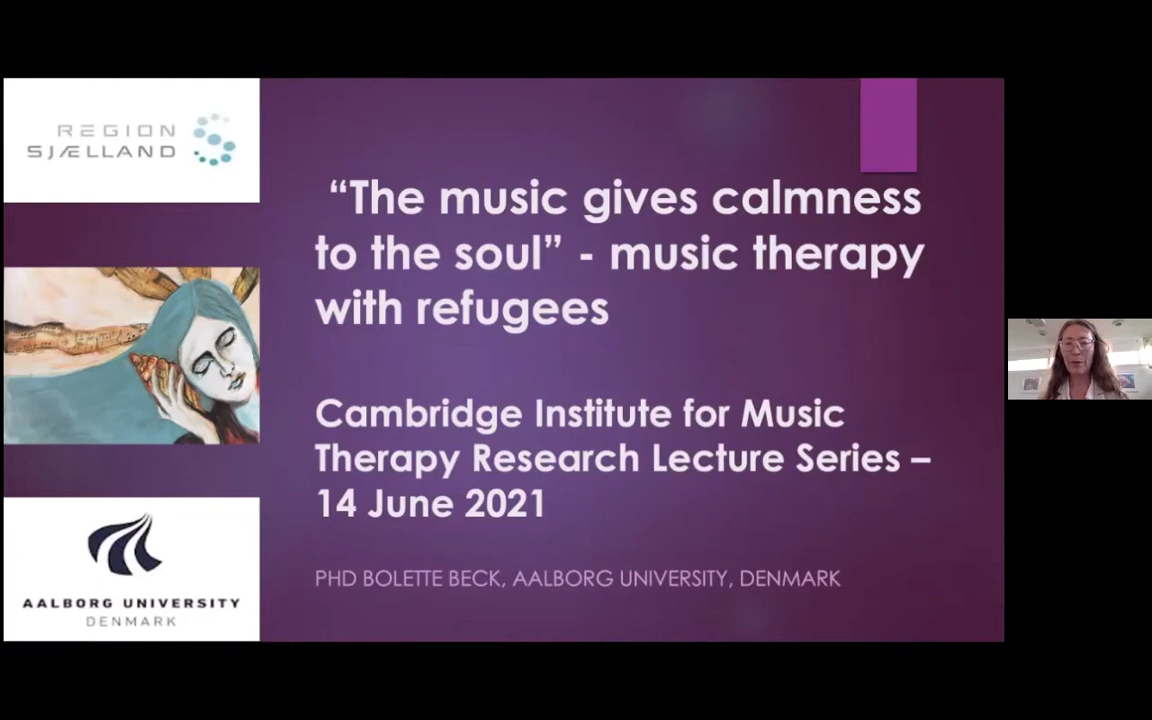 REGION
SJÆLLAND
“The music gives calmness
to the soul” - music therapy
with refugees
Cambridge Institute for Music
Therapy Research Lecture Series –
14 June 2021
PHD BOLETTE BECK, AALBORG UNIVERSITY, DENMARK
AALBORG UNIVERSITY
DENMARK